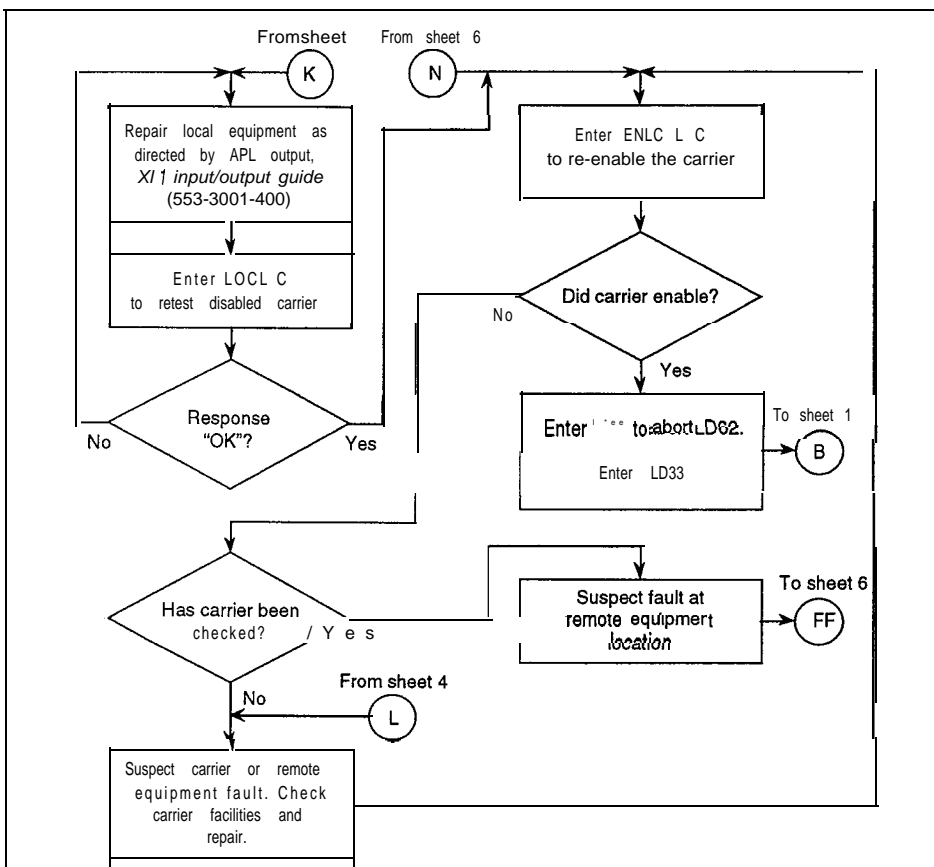 Fromsheet
K
From sheet 6
N
Repair local equipment as
directed by APL output,
XI1 input/output guide
(553-3001-400)
Enter LOCL C
to retest disabled carrier
Response
“OK”?
No
Yes
Enter ENLC L C
to re-enable the carrier
Did carrier enable?
No
Yes
Enter to abort LD62.
Enter LD33
To sheet 1
B
Has carrier been
checked?
/ Yes
No
Suspect fault at
remote equipment
location
To sheet 6
FF
From sheet 4
L
Suspect carrier or remote
equipment fault. Check
carrier facilities and
repair.